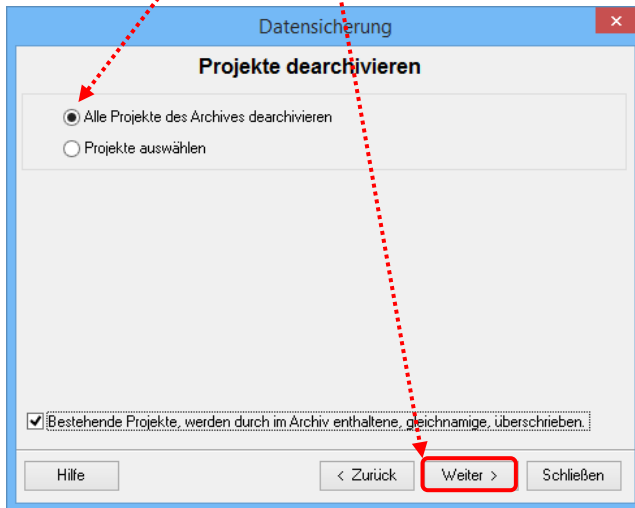 Datensicherung
Projekte dearchivieren
Alle Projekte des Archives dearchivieren
Projekte auswählen
Bestehende Projekte, werden durch im Archiv enthaltene, gleichnamige, überschrieben.
Hilfe
< Zurück
Weiter >
Schließen